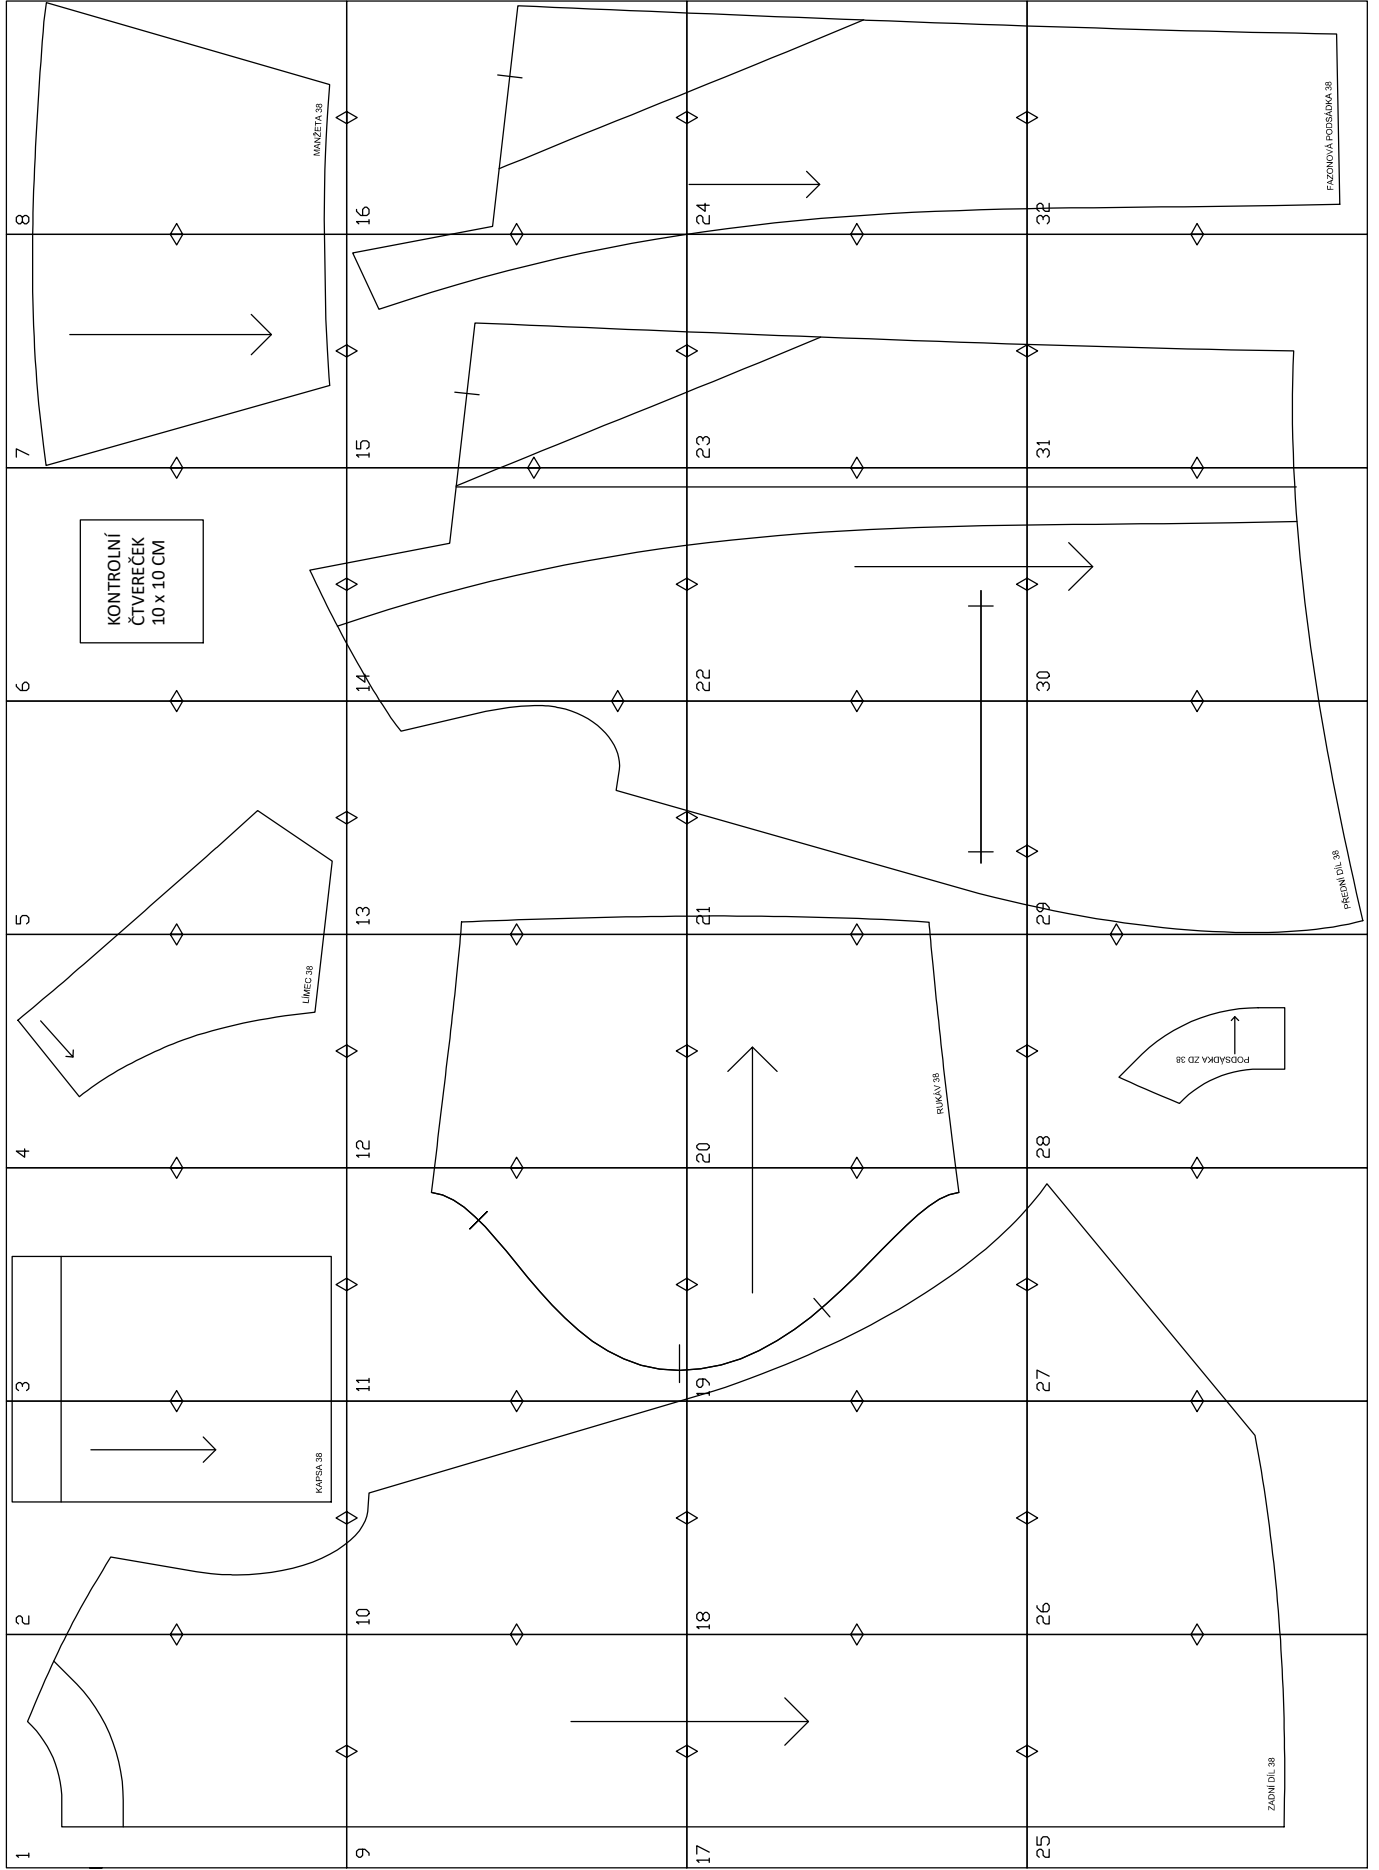 8
16
24
32
MANŽETA 38
FAZONOVÁ PODSÁDKA 38
7
15
23
31
KONTROLNÍ
ČTVEREČEK
10 x 10 CM
6
14
22
30
5
13
21
29
LÍMEC 38
PŘEDNÍ DÍL 38
4
12
20
28
RUKÁV 38
PODSÁDKA ZD 38
3
11
19
27
KAPSA 38
2
10
18
26
1
9
17
25
ZADNÍ DÍL 38